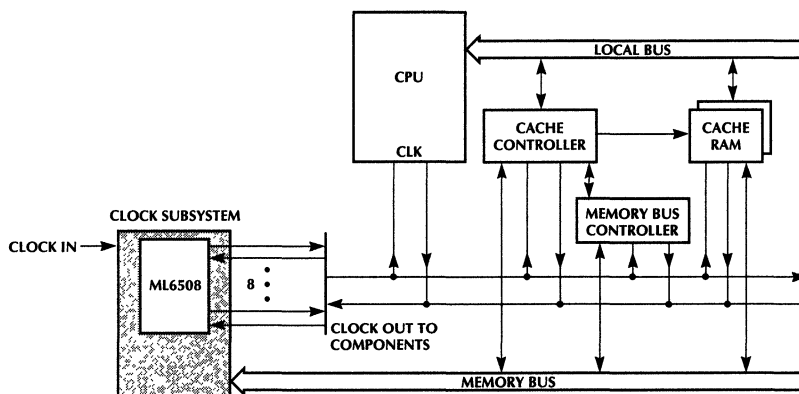 LOCAL BUS
CPU
CLK
CACHE
CONTROLLER
CACHE
RAM
MEMORY BUS
CONTROLLER
CLOCK SUBSYSTEM
CLOCK IN
ML6508
8
CLOCK OUT TO
COMPONENTS
MEMORY BUS